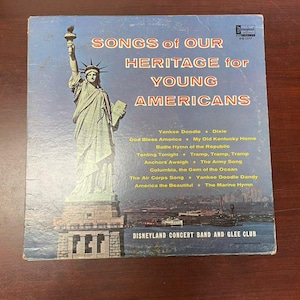 SONGS of OUR
HERITAGE for
YOUNG
AMERICANS
Yankee Doodle • Dixie
God Bless America • My Old Kentucky Home
Battle Hymn of the Republic
Tenting Tonight • Tramp, Tramp, Tramp
Anchors Aweigh • The Army Song
Columbia, the Gem of the Ocean
The Air Corps Song • Yankee Doodle Dandy
America the Beautiful • The Marine Hymn
DISNEYLAND CONCERT BAND AND GLEE CLUB